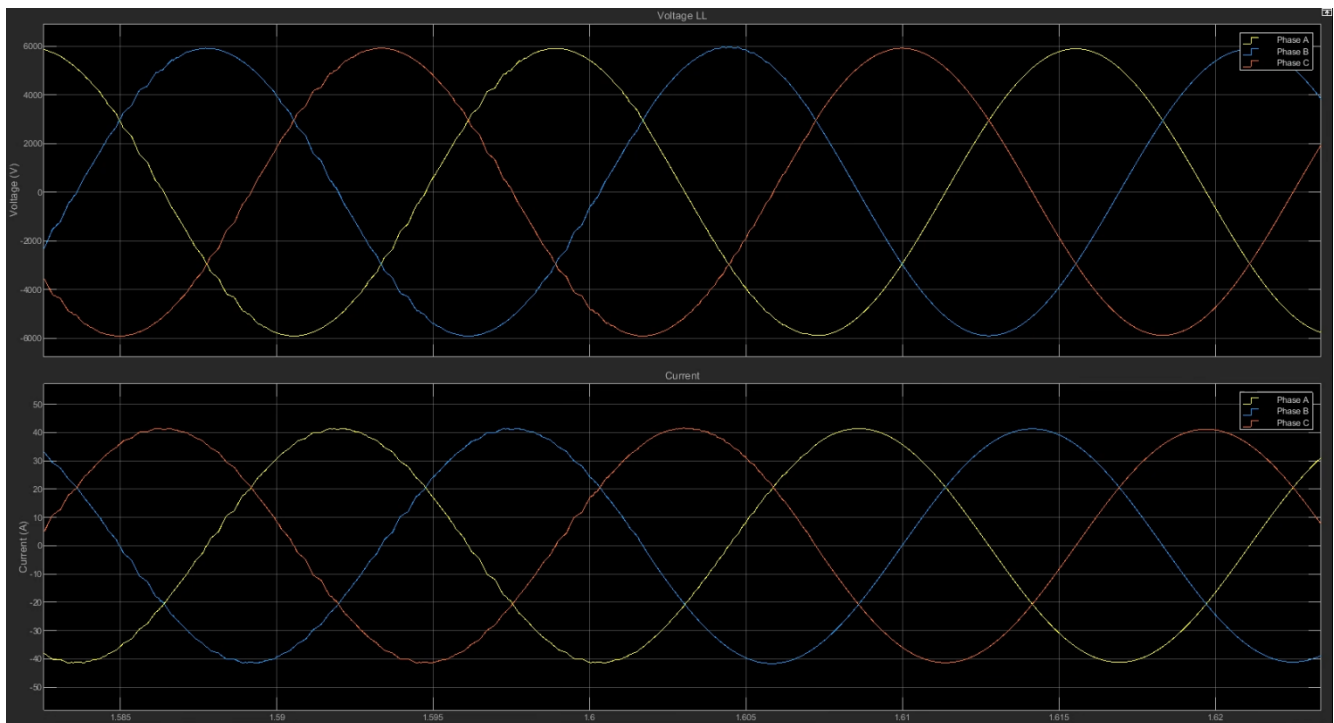 Voltage LL
Voltage (V)
6000
4000
2000
0
-2000
-4000
-6000
Phase A
Phase B
Phase C
Current
Current (A)
50
40
30
20
10
0
-10
-20
-30
-40
-50
Phase A
Phase B
Phase C
1.585
1.59
1.595
1.6
1.605
1.61
1.615
1.62